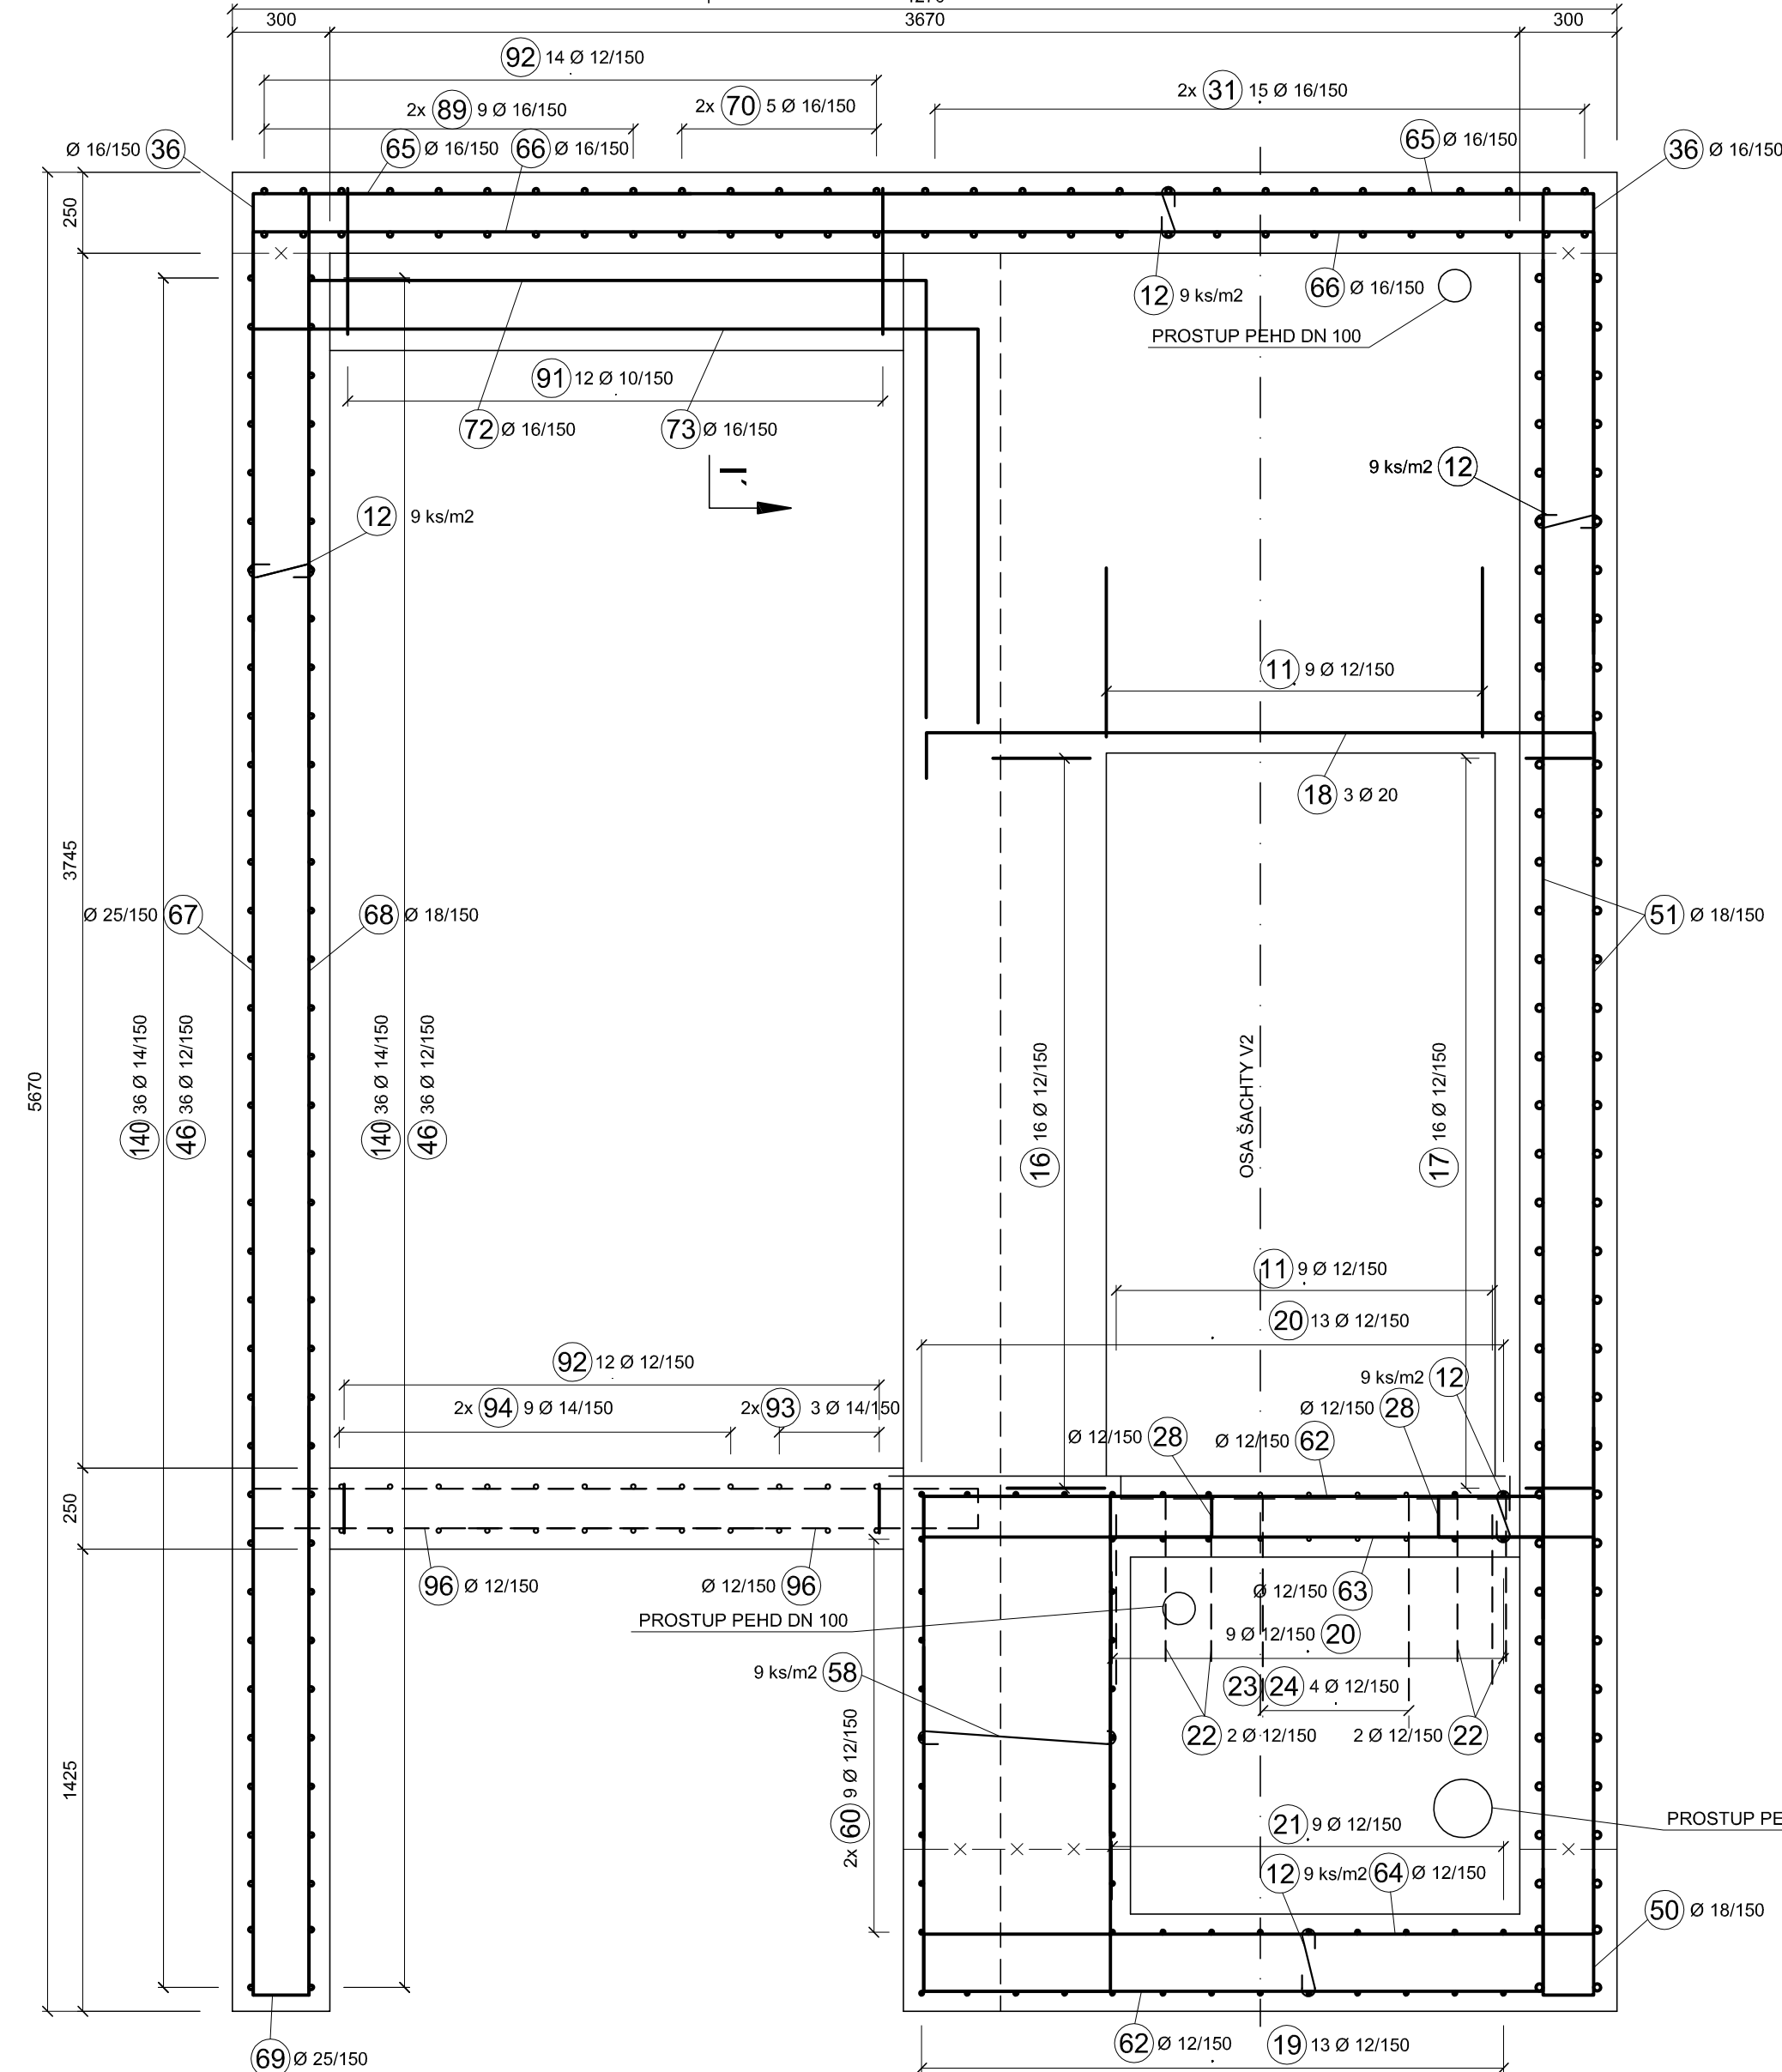 300 3670 300
92 14 Ø 12/150
2x 89 9 Ø 16/150 2x 70 5 Ø 16/150 2x 31 15 Ø 16/150
Ø 16/150 36 65 Ø 16/150 66 Ø 16/150 65 Ø 16/150 36 Ø 16/150
250
12 9 ks/m2 66 Ø 16/150
PROSTUP PEHD DN 100
91 12 Ø 10/150
72 Ø 16/150 73 Ø 16/150
9 ks/m2 12
12 9 ks/m2
11 9 Ø 12/150
18 3 Ø 20
3745
Ø 25/150 67 68 Ø 18/150 51 Ø 18/150
5670
140 36 Ø 14/150
46 36 Ø 12/150
140 36 Ø 14/150
46 36 Ø 12/150
16 16 Ø 12/150
OSA ŠACHTY V2
17 16 Ø 12/150
11 9 Ø 12/150
20 13 Ø 12/150
92 12 Ø 12/150
9 ks/m2 12
2x 94 9 Ø 14/150 2x 93 3 Ø 14/150 Ø 12/150 28
Ø 12/150 28 Ø 12/150 62
250
96 Ø 12/150 Ø 12/150 96 Ø 12/150 63
PROSTUP PEHD DN 100
9 Ø 12/150 20
9 ks/m2 58
23 24 4 Ø 12/150
22 2 Ø 12/150 2 Ø 12/150 22
1425
2x 60 9 Ø 12/150
21 9 Ø 12/150
PROSTUP PE
12 9 ks/m2 64 Ø 12/150
50 Ø 18/150
62 Ø 12/150 19 13 Ø 12/150
69 Ø 25/150